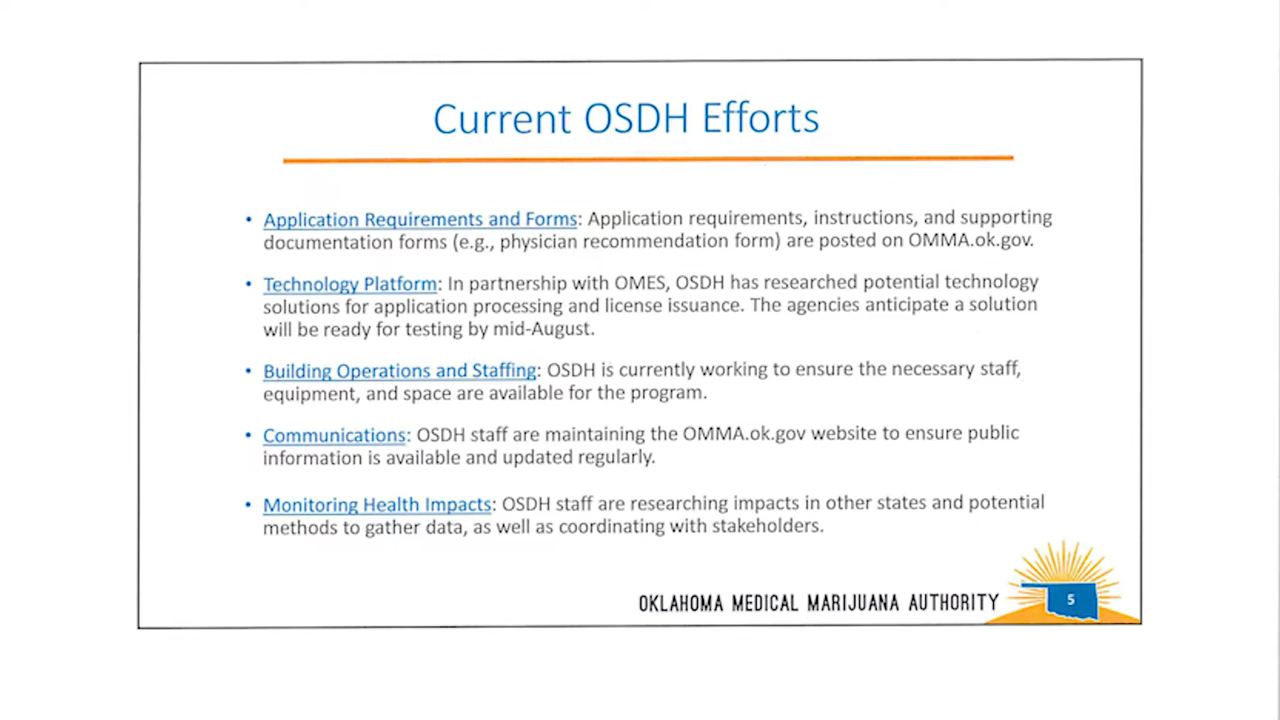 Current OSDH Efforts
• Application Requirements and Forms: Application requirements, instructions, and supporting
documentation forms (e.g., physician recommendation form) are posted on OMMA.ok.gov.
• Technology Platform: In partnership with OMES, OSDH has researched potential technology
solutions for application processing and license issuance. The agencies anticipate a solution
will be ready for testing by mid-August.
• Building Operations and Staffing: OSDH is currently working to ensure the necessary staff,
equipment, and space are available for the program.
• Communications: OSDH staff are maintaining the OMMA.ok.gov website to ensure public
information is available and updated regularly.
• Monitoring Health Impacts: OSDH staff are researching impacts in other states and potential
methods to gather data, as well as coordinating with stakeholders.
OKLAHOMA MEDICAL MARIJUANA AUTHORITY
5